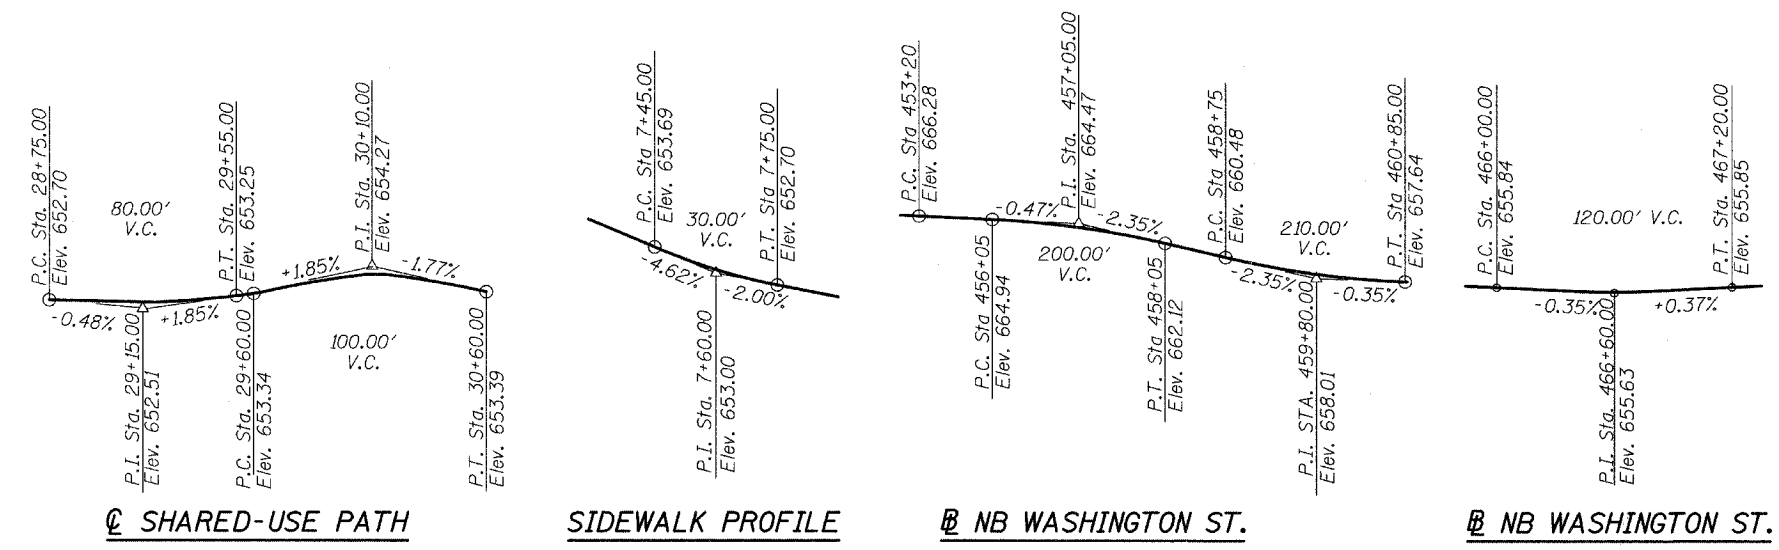 P.C. Sta. 28+75.00
Elev. 652.70
80.00'
V.C.
-0.48%
+1.85%
P.I. Sta. 29+15.00
Elev. 652.51
P.T. Sta. 29+55.00
Elev. 653.25
P.C. Sta. 29+60.00
Elev. 653.34
+1.85%
P.I. Sta. 30+10.00
Elev. 654.27
-1.77%
100.00'
V.C.
P.T. Sta. 30+60.00
Elev. 653.39
℄ SHARED-USE PATH
P.C. Sta 7+45.00
Elev. 653.69
30.00'
V.C.
P.T. Sta 7+75.00
Elev. 652.70
-4.62%
-2.00%
P.I. Sta. 7+60.00
Elev. 653.00
SIDEWALK PROFILE
P.C. Sta 453+20
Elev. 666.28
P.C. Sta 456+05
Elev. 664.94
-0.47%
P.I. Sta. 457+05.00
Elev. 664.47
-2.35%
200.00'
V.C.
P.T. Sta 458+05
Elev. 662.12
P.C. Sta 458+75
Elev. 660.48
210.00'
V.C.
-2.35%
-0.35%
P.I. STA. 459+80.00
Elev. 658.01
P.T. Sta 460+85.00
Elev. 657.64
BL NB WASHINGTON ST.
P.C. Sta. 466+00.00
Elev. 655.84
120.00' V.C.
P.T. Sta. 467+20.00
Elev. 655.85
-0.35%
+0.37%
P.I. Sta. 466+60.00
Elev. 655.63
BL NB WASHINGTON ST.